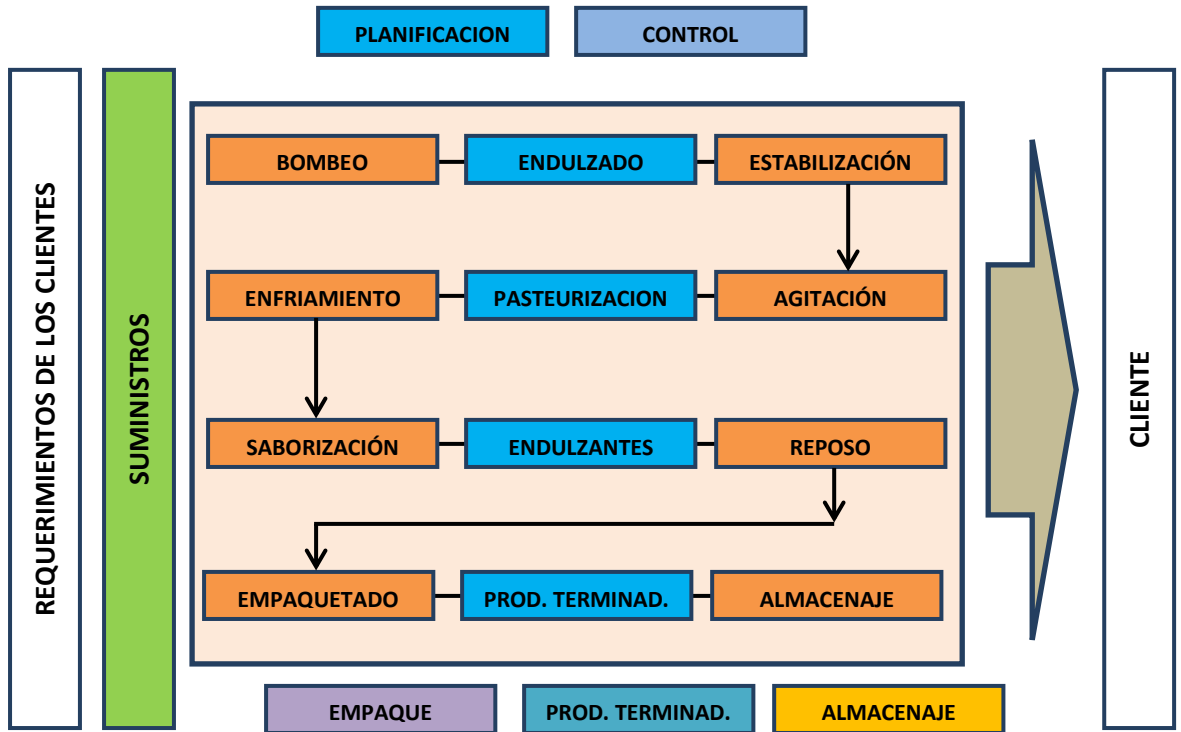 PLANIFICACION
CONTROL
REQUERIMIENTOS DE LOS CLIENTES
SUMINISTROS
BOMBEO
ENDULZADO
ESTABILIZACIÓN
ENFRIAMIENTO
PASTEURIZACION
AGITACIÓN
SABORIZACIÓN
ENDULZANTES
REPOSO
EMPAQUETADO
PROD. TERMINAD.
ALMACENAJE
CLIENTE
EMPAQUE
PROD. TERMINAD.
ALMACENAJE